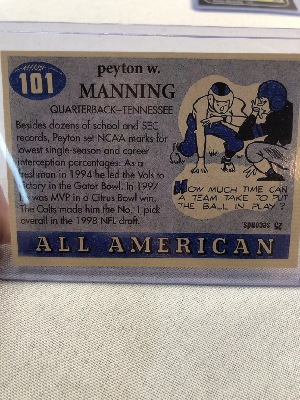 101
peyton w.
MANNING
QUARTERBACK–TENNESSEE
Besides dozens of school and SEC
records, Peyton set NCAA marks for
lowest single-season and career
interception percentages. As a
freshman in 1994 he led the Vols to
victory in the Gator Bowl. In 1997
he was MVP in a Citrus Bowl win.
The Colts made him the No. 1 pick
overall in the 1998 NFL draft.
HOW MUCH TIME CAN
A TEAM TAKE TO PUT
THE BALL IN PLAY?
25 seconds
ALL AMERICAN